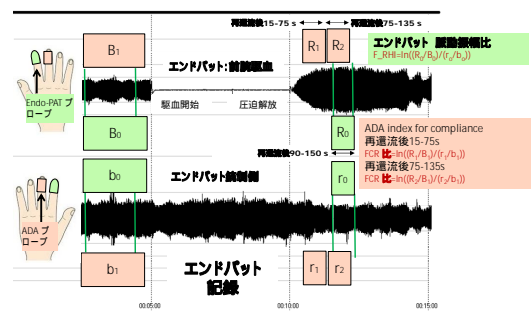 再還流後15-75 s
再還流後75-135 s
B1
R1
R2
エンドパット 脈動振幅比
F_RHI=ln((R0/B0)/(r0/b0))
エンドパット: 前腕駆血
Endo-PAT プ
ローブ
駆血開始
圧迫解放
B0
R0
ADA index for compliance
再還流後15-75s
FCR 比=ln((R1/B1)/(r1/b1))
再還流後75-135s
FCR 比=ln((R2/B1)/(r2/b1))
再還流後90-150 s
b0
エンドパット統制側
r0
ADA プ
ローブ
b1
エンドパット
記録
r1
r2
00:05:00
00:10:00
00:15:00